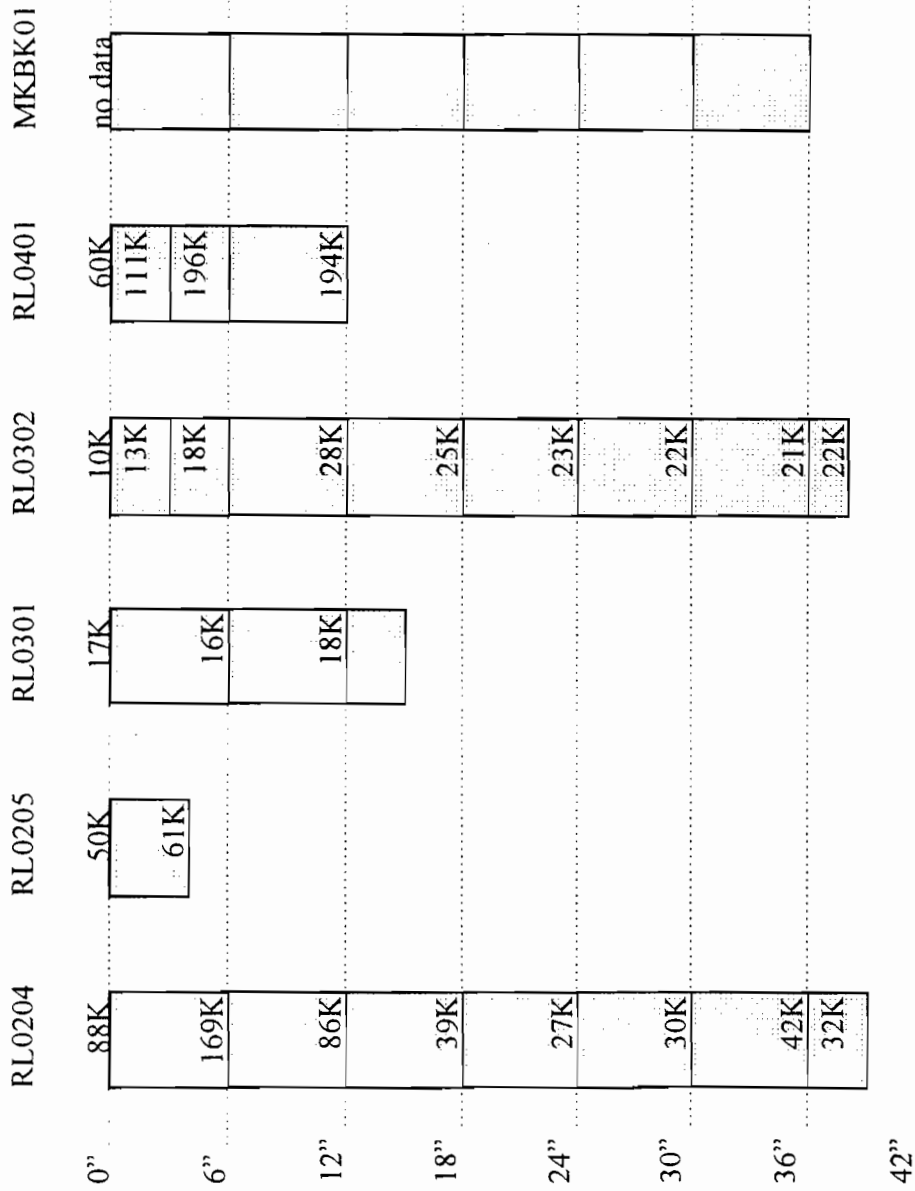 RL0204 RL0205 RL0301 RL0302 RL0401 MKBK01
0" 88K 50K 17K 10K 60K no data
13K 111K
61K
6" 169K 16K 18K 196K
12" 86K 18K 28K 194K
18" 39K 25K
24" 27K 23K
30" 30K 22K
36" 42K 21K
32K 22K
42"